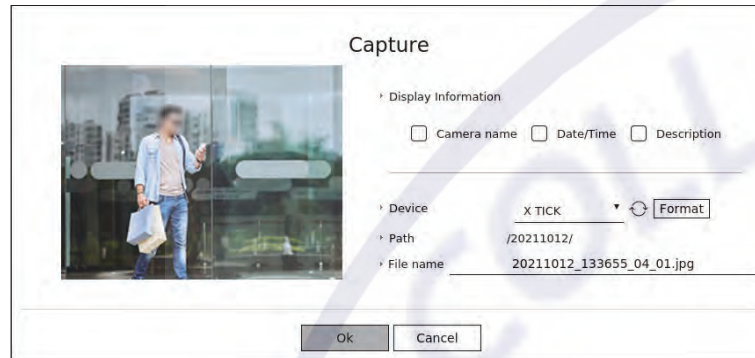 Capture
Display Information
Camera name Date/Time Description
Device X TICK Format
Path /20211012/
File name 20211012_133655_04_01.jpg
Ok Cancel